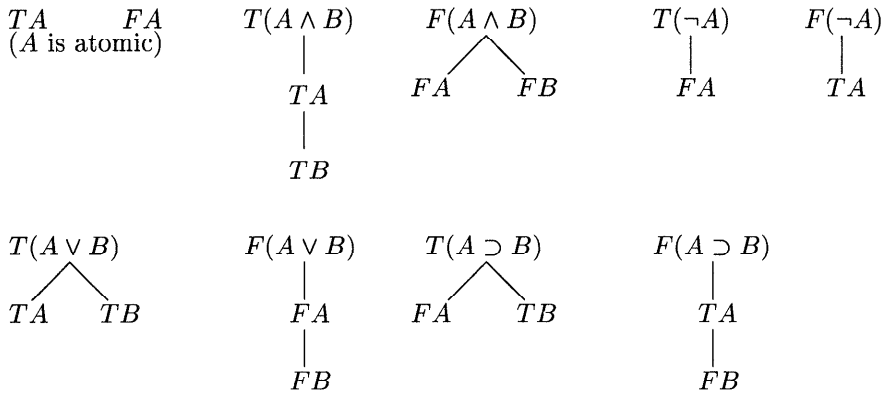 TA FA T(A ∧ B) F(A ∧ B) T(¬A) F(¬A)
(A is atomic)
TA FA FB FA TA
TB
T(A ∨ B) F(A ∨ B) T(A ⊃ B) F(A ⊃ B)
TA TB FA FA TB TA
FB FB